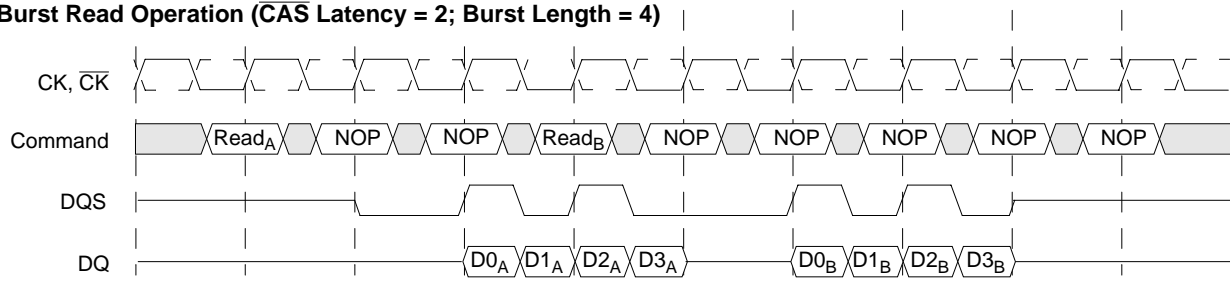 Burst Read Operation (CAS Latency = 2; Burst Length = 4)
CK, CK
Command ReadA NOP NOP ReadB NOP NOP NOP NOP NOP
DQS
DQ D0A D1A D2A D3A D0B D1B D2B D3B